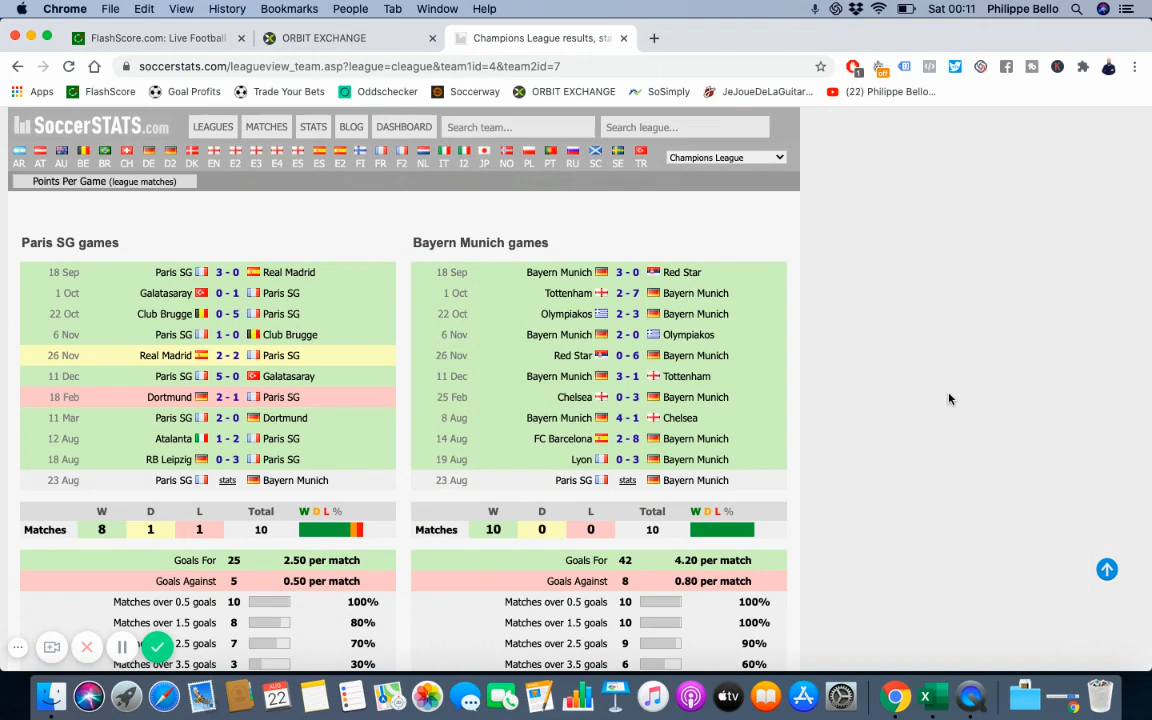 Chrome File Edit View History Bookmarks People Tab Window Help Sat 00:11 Philippe Bello
FlashScore.com: Live Football ORBIT EXCHANGE Champions League results, sta
soccerstats.com/leagueview_team.asp?league=cleague&team1id=4&team2id=7 1 off
Apps FlashScore Goal Profits Trade Your Bets Oddschecker Soccerway ORBIT EXCHANGE SoSimply JeJoueDeLaGuitar... (22) Philippe Bello...
SoccerSTATS.com LEAGUES MATCHES STATS BLOG DASHBOARD Search team... Search league...
AR AT AU BE BR CH DE D2 DK EN E2 E3 E4 E5 ES E2 FI FR F2 NL IT I2 JP NO PL PT RU SC SE TR Champions League
Points Per Game (league matches)
Paris SG games
18 Sep Paris SG 3 - 0 Real Madrid
1 Oct Galatasaray 0 - 1 Paris SG
22 Oct Club Brugge 0 - 5 Paris SG
6 Nov Paris SG 1 - 0 Club Brugge
26 Nov Real Madrid 2 - 2 Paris SG
11 Dec Paris SG 5 - 0 Galatasaray
18 Feb Dortmund 2 - 1 Paris SG
11 Mar Paris SG 2 - 0 Dortmund
12 Aug Atalanta 1 - 2 Paris SG
18 Aug RB Leipzig 0 - 3 Paris SG
23 Aug Paris SG stats Bayern Munich
W D L Total W D L %
Matches 8 1 1 10
Goals For 25 2.50 per match
Goals Against 5 0.50 per match
Matches over 0.5 goals 10 100%
Matches over 1.5 goals 8 80%
2.5 goals 7 70%
Matches over 3.5 goals 3 30%
Bayern Munich games
18 Sep Bayern Munich 3 - 0 Red Star
1 Oct Tottenham 2 - 7 Bayern Munich
22 Oct Olympiakos 2 - 3 Bayern Munich
6 Nov Bayern Munich 2 - 0 Olympiakos
26 Nov Red Star 0 - 6 Bayern Munich
11 Dec Bayern Munich 3 - 1 Tottenham
25 Feb Chelsea 0 - 3 Bayern Munich
8 Aug Bayern Munich 4 - 1 Chelsea
14 Aug FC Barcelona 2 - 8 Bayern Munich
19 Aug Lyon 0 - 3 Bayern Munich
23 Aug Paris SG stats Bayern Munich
W D L Total W D L %
Matches 10 0 0 10
Goals For 42 4.20 per match
Goals Against 8 0.80 per match
Matches over 0.5 goals 10 100%
Matches over 1.5 goals 10 100%
Matches over 2.5 goals 9 90%
Matches over 3.5 goals 6 60%
AUG
22
tv